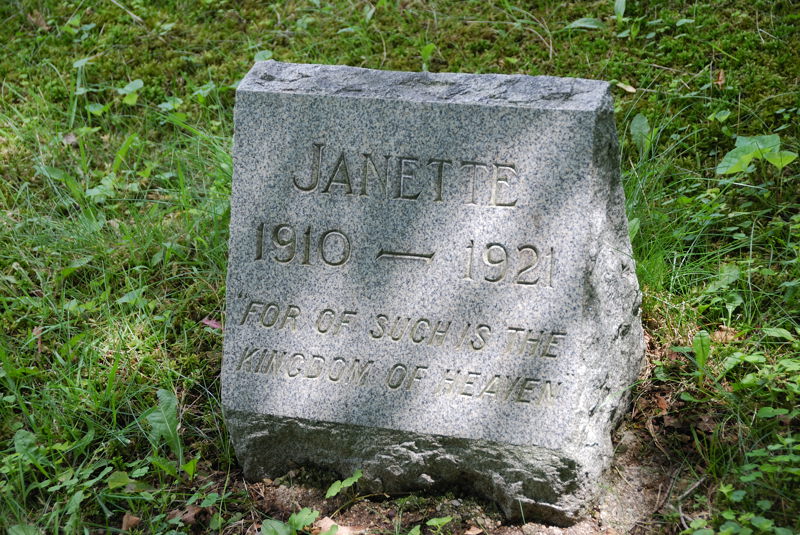 JANETTE
1910 — 1921
"FOR OF SUCH IS THE
KINGDOM OF HEAVEN